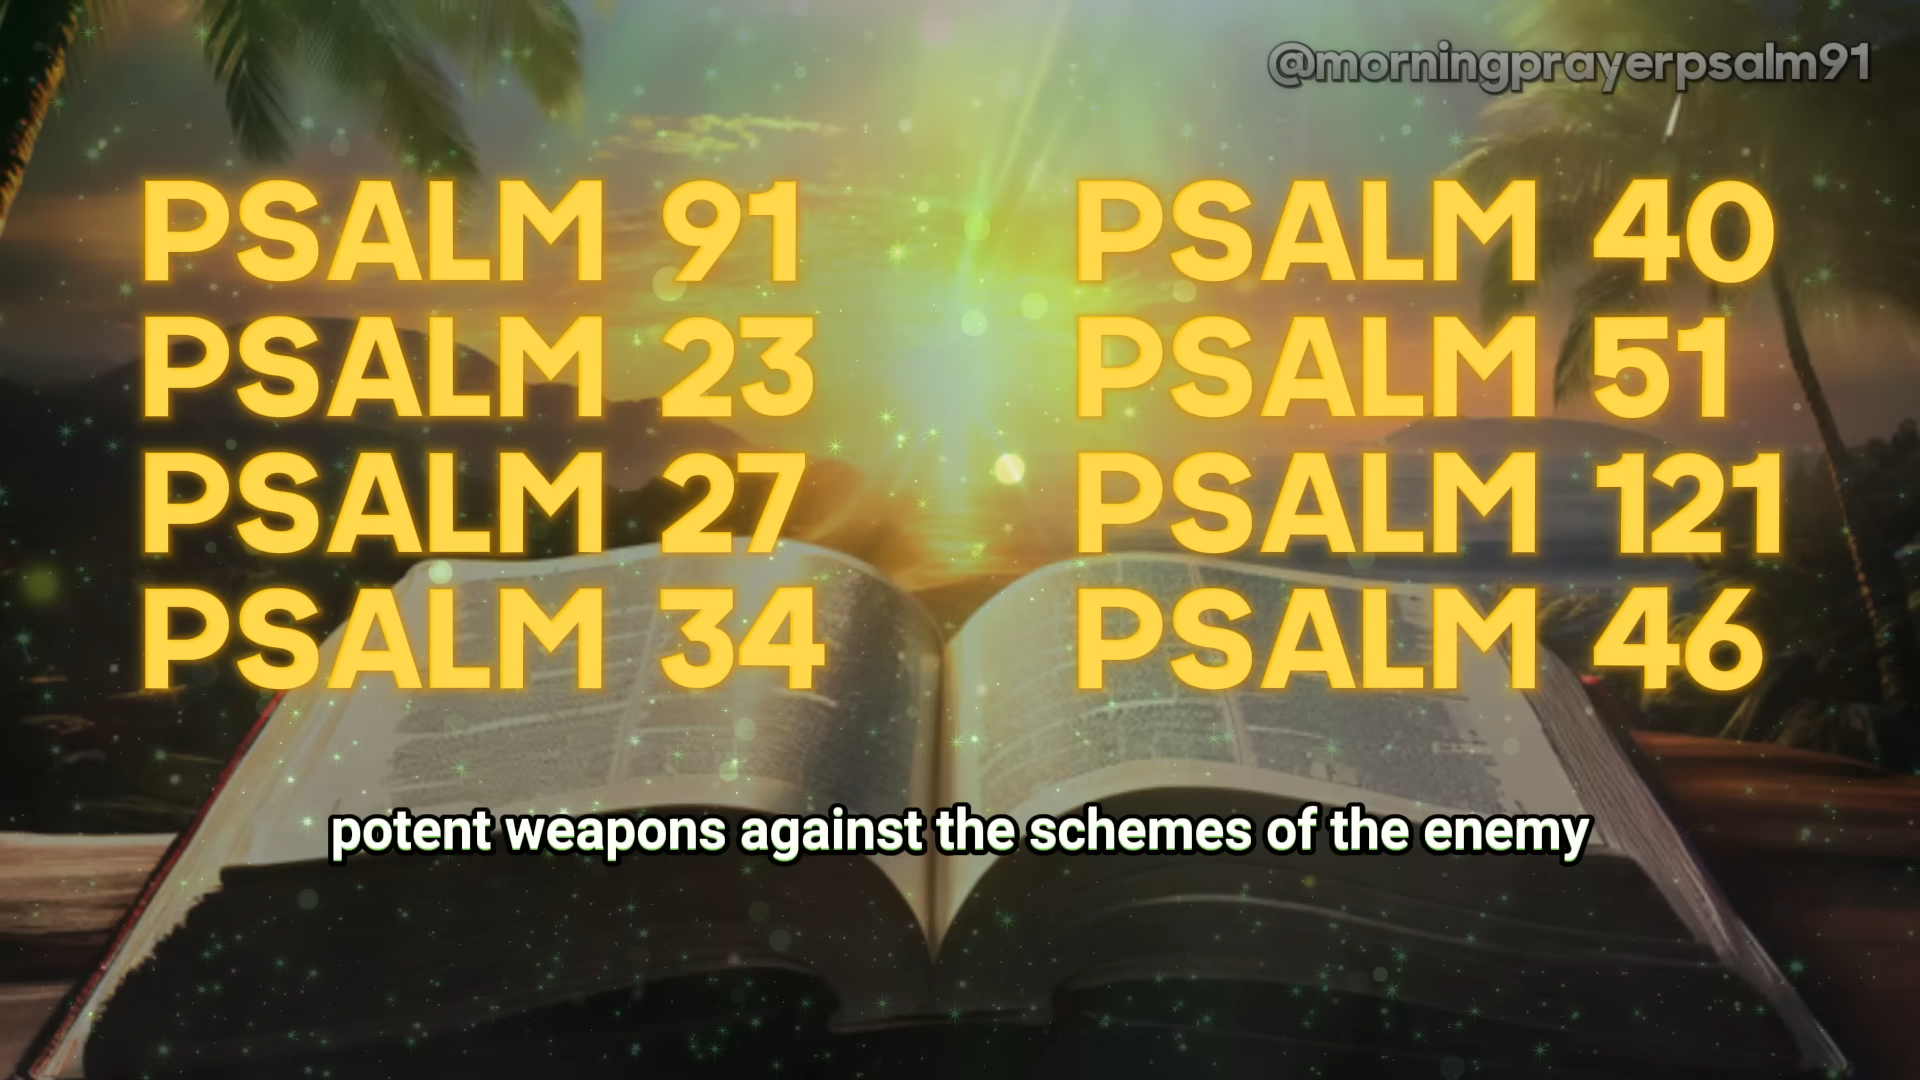 @morningprayerpsalm91
PSALM 91
PSALM 23
PSALM 27
PSALM 34
PSALM 40
PSALM 51
PSALM 121
PSALM 46
potent weapons against the schemes of the enemy